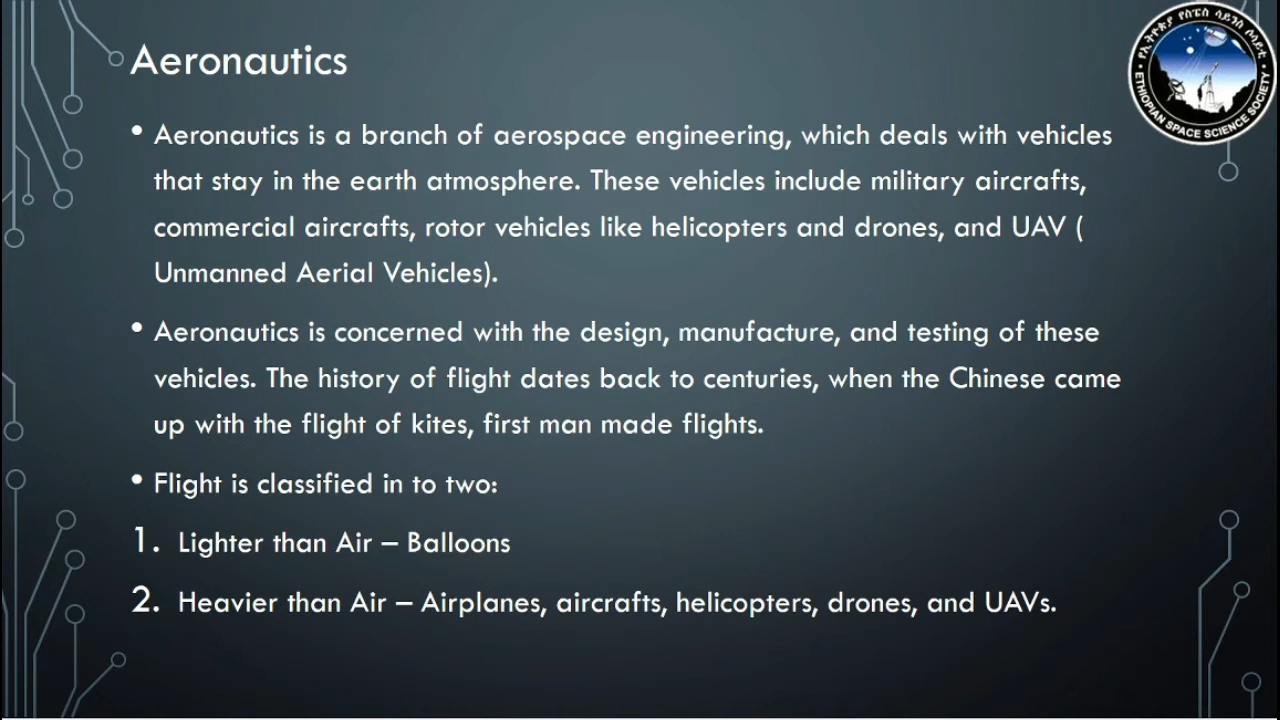 Aeronautics
• Aeronautics is a branch of aerospace engineering, which deals with vehicles
that stay in the earth atmosphere. These vehicles include military aircrafts,
commercial aircrafts, rotor vehicles like helicopters and drones, and UAV (
Unmanned Aerial Vehicles).
• Aeronautics is concerned with the design, manufacture, and testing of these
vehicles. The history of flight dates back to centuries, when the Chinese came
up with the flight of kites, first man made flights.
• Flight is classified in to two:
1. Lighter than Air – Balloons
2. Heavier than Air – Airplanes, aircrafts, helicopters, drones, and UAVs.
የኢትዮጵያ የስፔስ ሳይንስ ሶሳይቲ
ETHIOPIAN SPACE SCIENCE SOCIETY